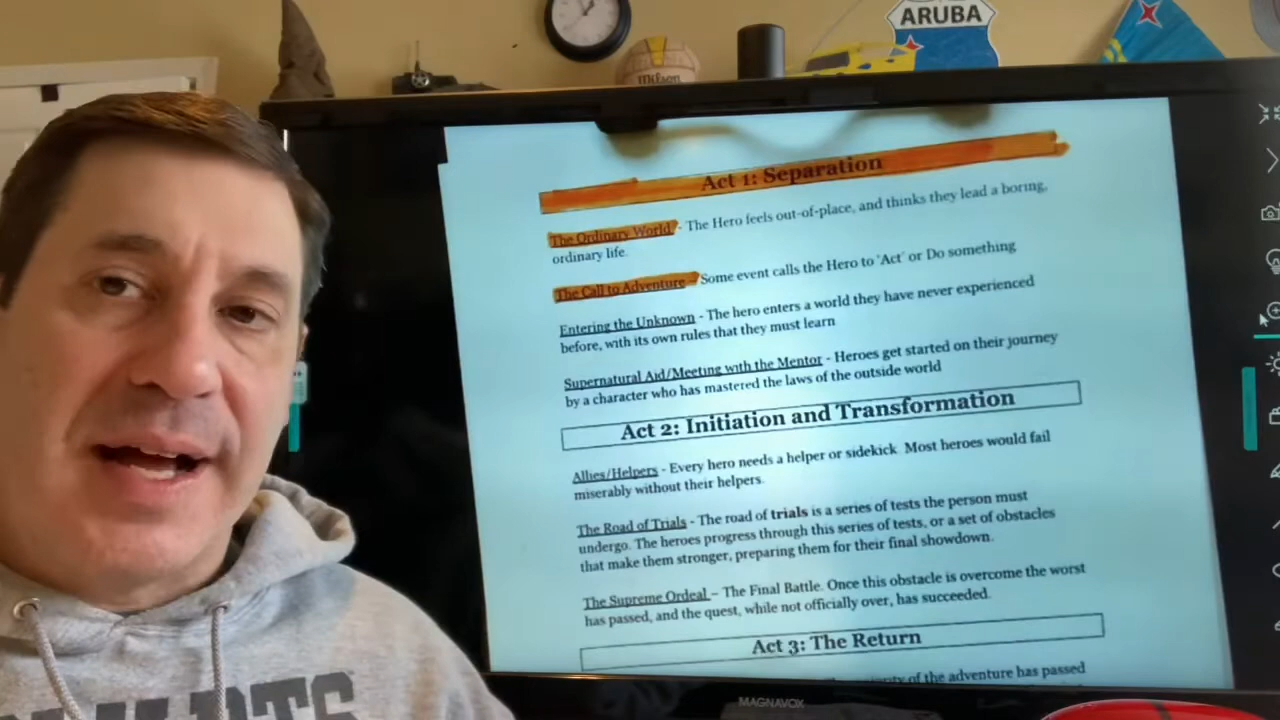 ARUBA
Wilson
Act 1: Separation
The Ordinary World - The Hero feels out-of-place, and thinks they lead a boring,
ordinary life.
The Call to Adventure - Some event calls the Hero to 'Act' or Do something
Entering the Unknown - The hero enters a world they have never experienced
before, with its own rules that they must learn
Supernatural Aid/Meeting with the Mentor - Heroes get started on their journey
by a character who has mastered the laws of the outside world
Act 2: Initiation and Transformation
Allies/Helpers - Every hero needs a helper or sidekick Most heroes would fail
miserably without their helpers.
The Road of Trials - The road of trials is a series of tests the person must
undergo. The heroes progress through this series of tests, or a set of obstacles
that make them stronger, preparing them for their final showdown.
The Supreme Ordeal – The Final Battle. Once this obstacle is overcome the worst
has passed, and the quest, while not officially over, has succeeded.
Act 3: The Return
of the adventure has passed
MAGNAVOX